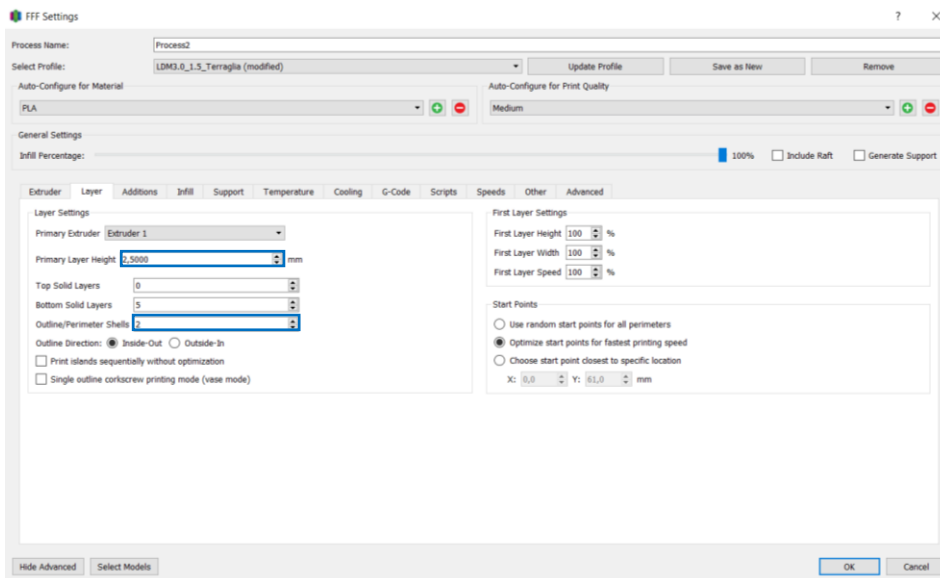 FFF Settings ?
Process Name: Process2
Select Profile: LDM3.0_1.5_Terraglia (modified) Update Profile Save as New Remove
Auto-Configure for Material Auto-Configure for Print Quality
PLA Medium
General Settings
Infill Percentage: 100% Include Raft Generate Support
Extruder Layer Additions Infill Support Temperature Cooling G-Code Scripts Speeds Other Advanced
Layer Settings
Primary Extruder Extruder 1
Primary Layer Height 2,5000 mm
Top Solid Layers 0
Bottom Solid Layers 5
Outline/Perimeter Shells 2
Outline Direction: Inside-Out Outside-In
Print islands sequentially without optimization
Single outline corkscrew printing mode (vase mode)
First Layer Settings
First Layer Height 100 %
First Layer Width 100 %
First Layer Speed 100 %
Start Points
Use random start points for all perimeters
Optimize start points for fastest printing speed
Choose start point closest to specific location
X: 0,0 Y: 61,0 mm
Hide Advanced Select Models OK Cancel